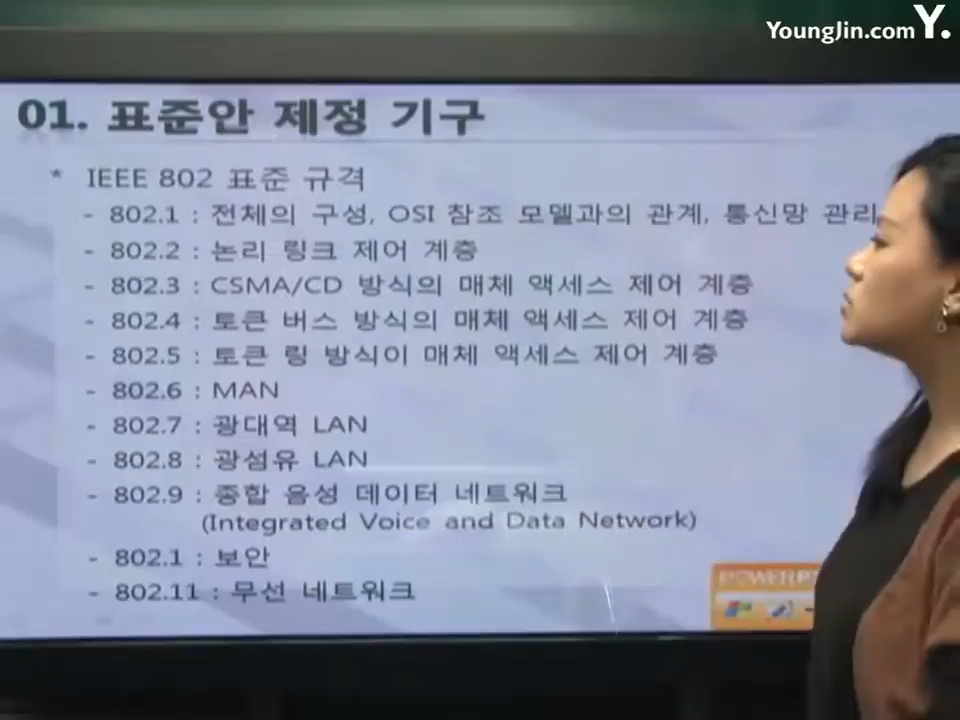 YoungJin.com Y.
01. 표준안 제정 기구
* IEEE 802 표준 규격
- 802.1 : 전체의 구성, OSI 참조 모델과의 관계, 통신망 관리
- 802.2 : 논리 링크 제어 계층
- 802.3 : CSMA/CD 방식의 매체 액세스 제어 계층
- 802.4 : 토큰 버스 방식의 매체 액세스 제어 계층
- 802.5 : 토큰 링 방식이 매체 액세스 제어 계층
- 802.6 : MAN
- 802.7 : 광대역 LAN
- 802.8 : 광섬유 LAN
- 802.9 : 종합 음성 데이터 네트워크
(Integrated Voice and Data Network)
- 802.1 : 보안
- 802.11 : 무선 네트워크